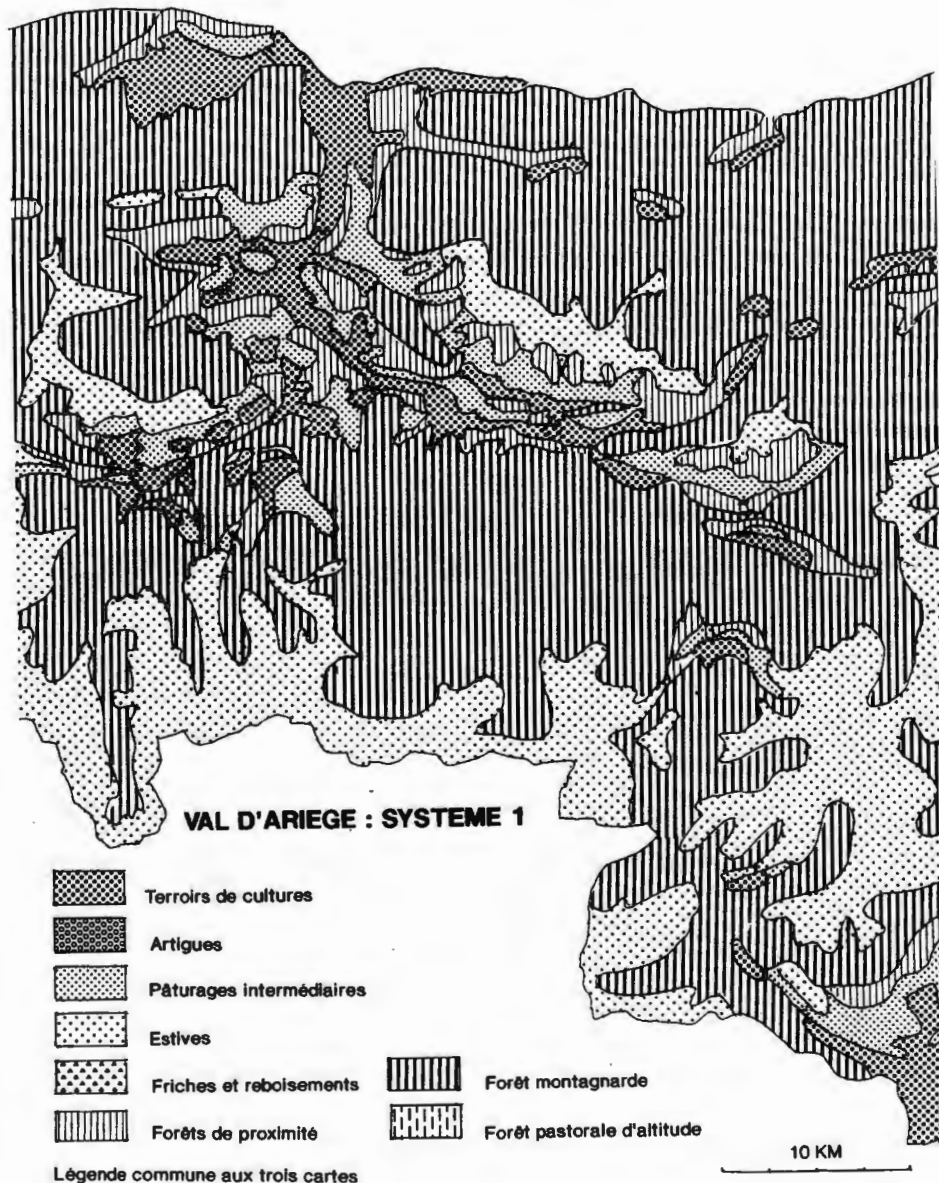 VAL D'ARIEGE : SYSTEME 1
Terroirs de cultures
Artigues
Pâturages intermédiaires
Estives
Friches et reboisements
Forêt montagnarde
Forêts de proximité
Forêt pastorale d'altitude
10 KM
Légende commune aux trois cartes